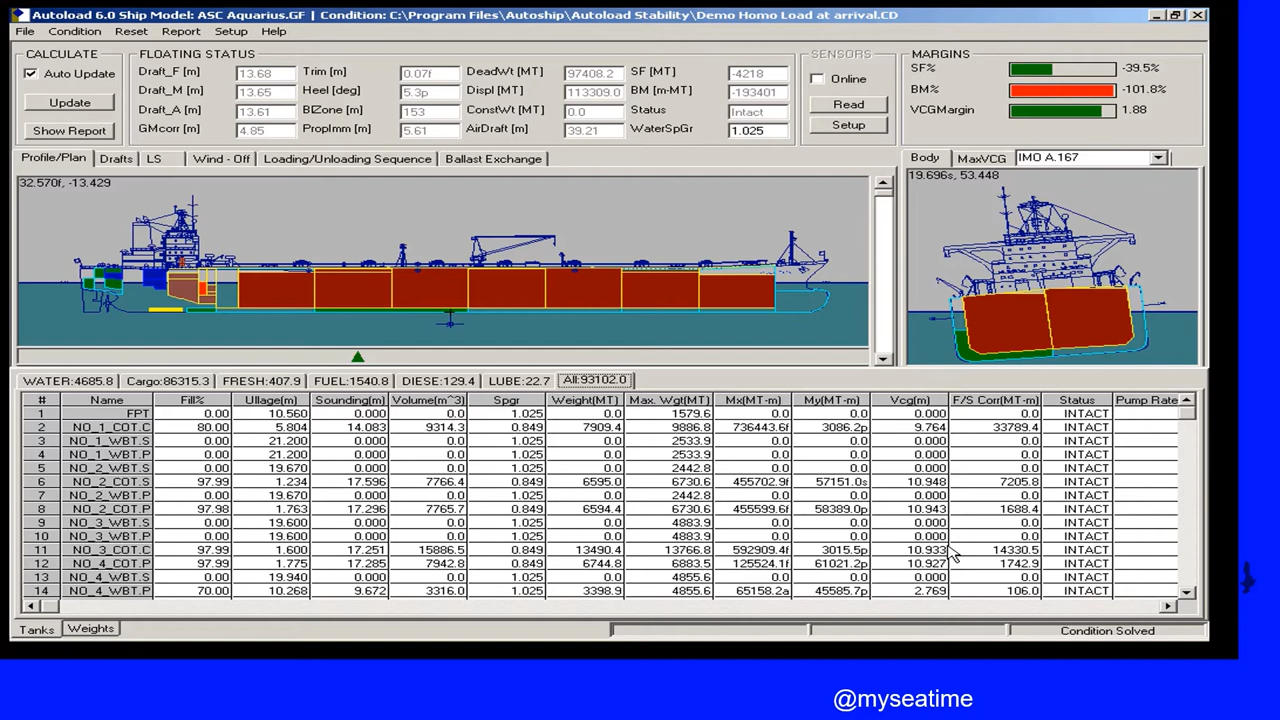 Autoload 6.0 Ship Model: ASC Aquarius.GF | Condition: C:\Program Files\Autoship\Autoload Stability\Demo Homo Load at arrival.CD
File Condition Reset Report Setup Help
CALCULATE FLOATING STATUS SENSORS MARGINS
Auto Update Draft_F [m] 13.68 Trim [m] 0.07f DeadWt [MT] 97408.2 SF [MT] -4218 Online SF% -39.5%
Update Draft_M [m] 13.65 Heel [deg] 5.3p Displ [MT] 113309.0 BM [m-MT] -193401 Read BM% -101.8%
Draft_A [m] 13.61 BlZone [m] 153 ConstWt [MT] 0.0 Status Intact VCGMargin 1.88
Show Report GMcorr [m] 4.85 PropImm [m] 5.61 AirDraft [m] 39.21 WaterSpGr 1.025 Setup
Profile/Plan Drafts LS Wind - Off Loading/Unloading Sequence Ballast Exchange Body MaxVCG IMO A.167
32.570f, -13.429 19.696s, 53.448
WATER:4685.8 Cargo:86315.3 FRESH:407.9 FUEL:1540.8 DIESE:129.4 LUBE:22.7 All:93102.0
# Name Fill% Ullage(m) Sounding(m) Volume(m^3) Spgr Weight(MT) Max. Wgt(MT) Mx(MT-m) My(MT-m) Vcg(m) F/S Corr(MT-m) Status Pump Rate
1 FPT 0.00 10.560 0.000 0.0 1.025 0.0 1579.6 0.0 0.0 0.000 0.0 INTACT
2 NO_1_COT.C 80.00 5.804 14.083 9314.3 0.849 7909.4 9886.8 736443.6f 3086.2p 9.764 33789.4 INTACT
3 NO_1_WBT.S 0.00 21.200 0.000 0.0 1.025 0.0 2533.9 0.0 0.0 0.000 0.0 INTACT
4 NO_1_WBT.P 0.00 21.200 0.000 0.0 1.025 0.0 2533.9 0.0 0.0 0.000 0.0 INTACT
5 NO_2_WBT.S 0.00 19.670 0.000 0.0 1.025 0.0 2442.8 0.0 0.0 0.000 0.0 INTACT
6 NO_2_COT.S 97.99 1.234 17.596 7766.4 0.849 6595.0 6730.6 455702.9f 57151.0s 10.948 7205.8 INTACT
7 NO_2_WBT.P 0.00 19.670 0.000 0.0 1.025 0.0 2442.8 0.0 0.0 0.000 0.0 INTACT
8 NO_2_COT.P 97.98 1.763 17.296 7765.7 0.849 6594.4 6730.6 455599.6f 58389.0p 10.943 1688.4 INTACT
9 NO_3_WBT.S 0.00 19.600 0.000 0.0 1.025 0.0 4883.9 0.0 0.0 0.000 0.0 INTACT
10 NO_3_WBT.P 0.00 19.600 0.000 0.0 1.025 0.0 4883.9 0.0 0.0 0.000 0.0 INTACT
11 NO_3_COT.C 97.99 1.600 17.251 15886.5 0.849 13490.4 13766.8 592909.4f 3015.5p 10.933 14330.5 INTACT
12 NO_4_COT.P 97.99 1.775 17.285 7942.8 0.849 6744.8 6883.5 125524.1f 61021.2p 10.927 1742.9 INTACT
13 NO_4_WBT.S 0.00 19.940 0.000 0.0 1.025 0.0 4855.6 0.0 0.0 0.000 0.0 INTACT
14 NO_4_WBT.P 70.00 10.268 9.672 3316.0 1.025 3398.9 4855.6 65158.2a 45585.7p 2.769 106.0 INTACT
Tanks Weights Condition Solved
@myseatime